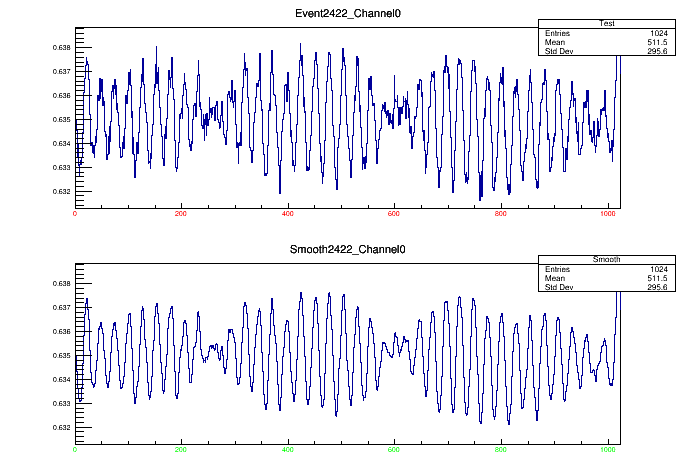 Event2422_Channel0
Test
Entries 1024
Mean 511.5
Std Dev 295.6
0.638
0.637
0.636
0.635
0.634
0.633
0.632
0 200 400 600 800 1000
Smooth2422_Channel0
Smooth
Entries 1024
Mean 511.5
Std Dev 295.6
0.638
0.637
0.636
0.635
0.634
0.633
0.632
0 200 400 600 800 1000